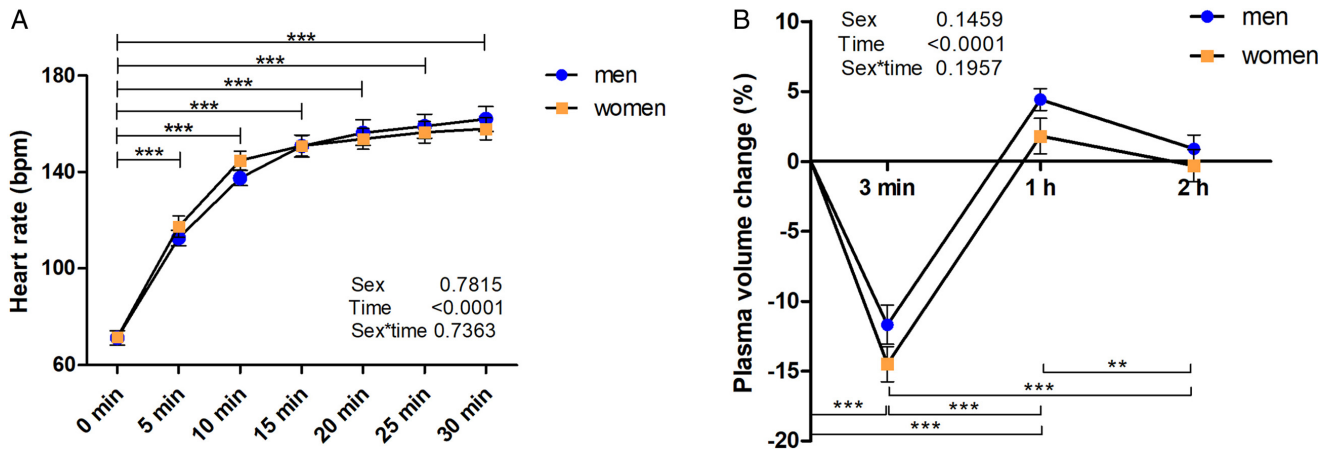 A
***
***
***
***
***
***
180
140
100
60
Heart rate (bpm)
men
women
Sex 0.7815
Time <0.0001
Sex*time 0.7363
0 min
5 min
10 min
15 min
20 min
25 min
30 min
B
Sex 0.1459
Time <0.0001
Sex*time 0.1957
men
women
10
5
0
-5
-10
-15
-20
Plasma volume change (%)
3 min
1 h
2 h
**
***
*** ***
***